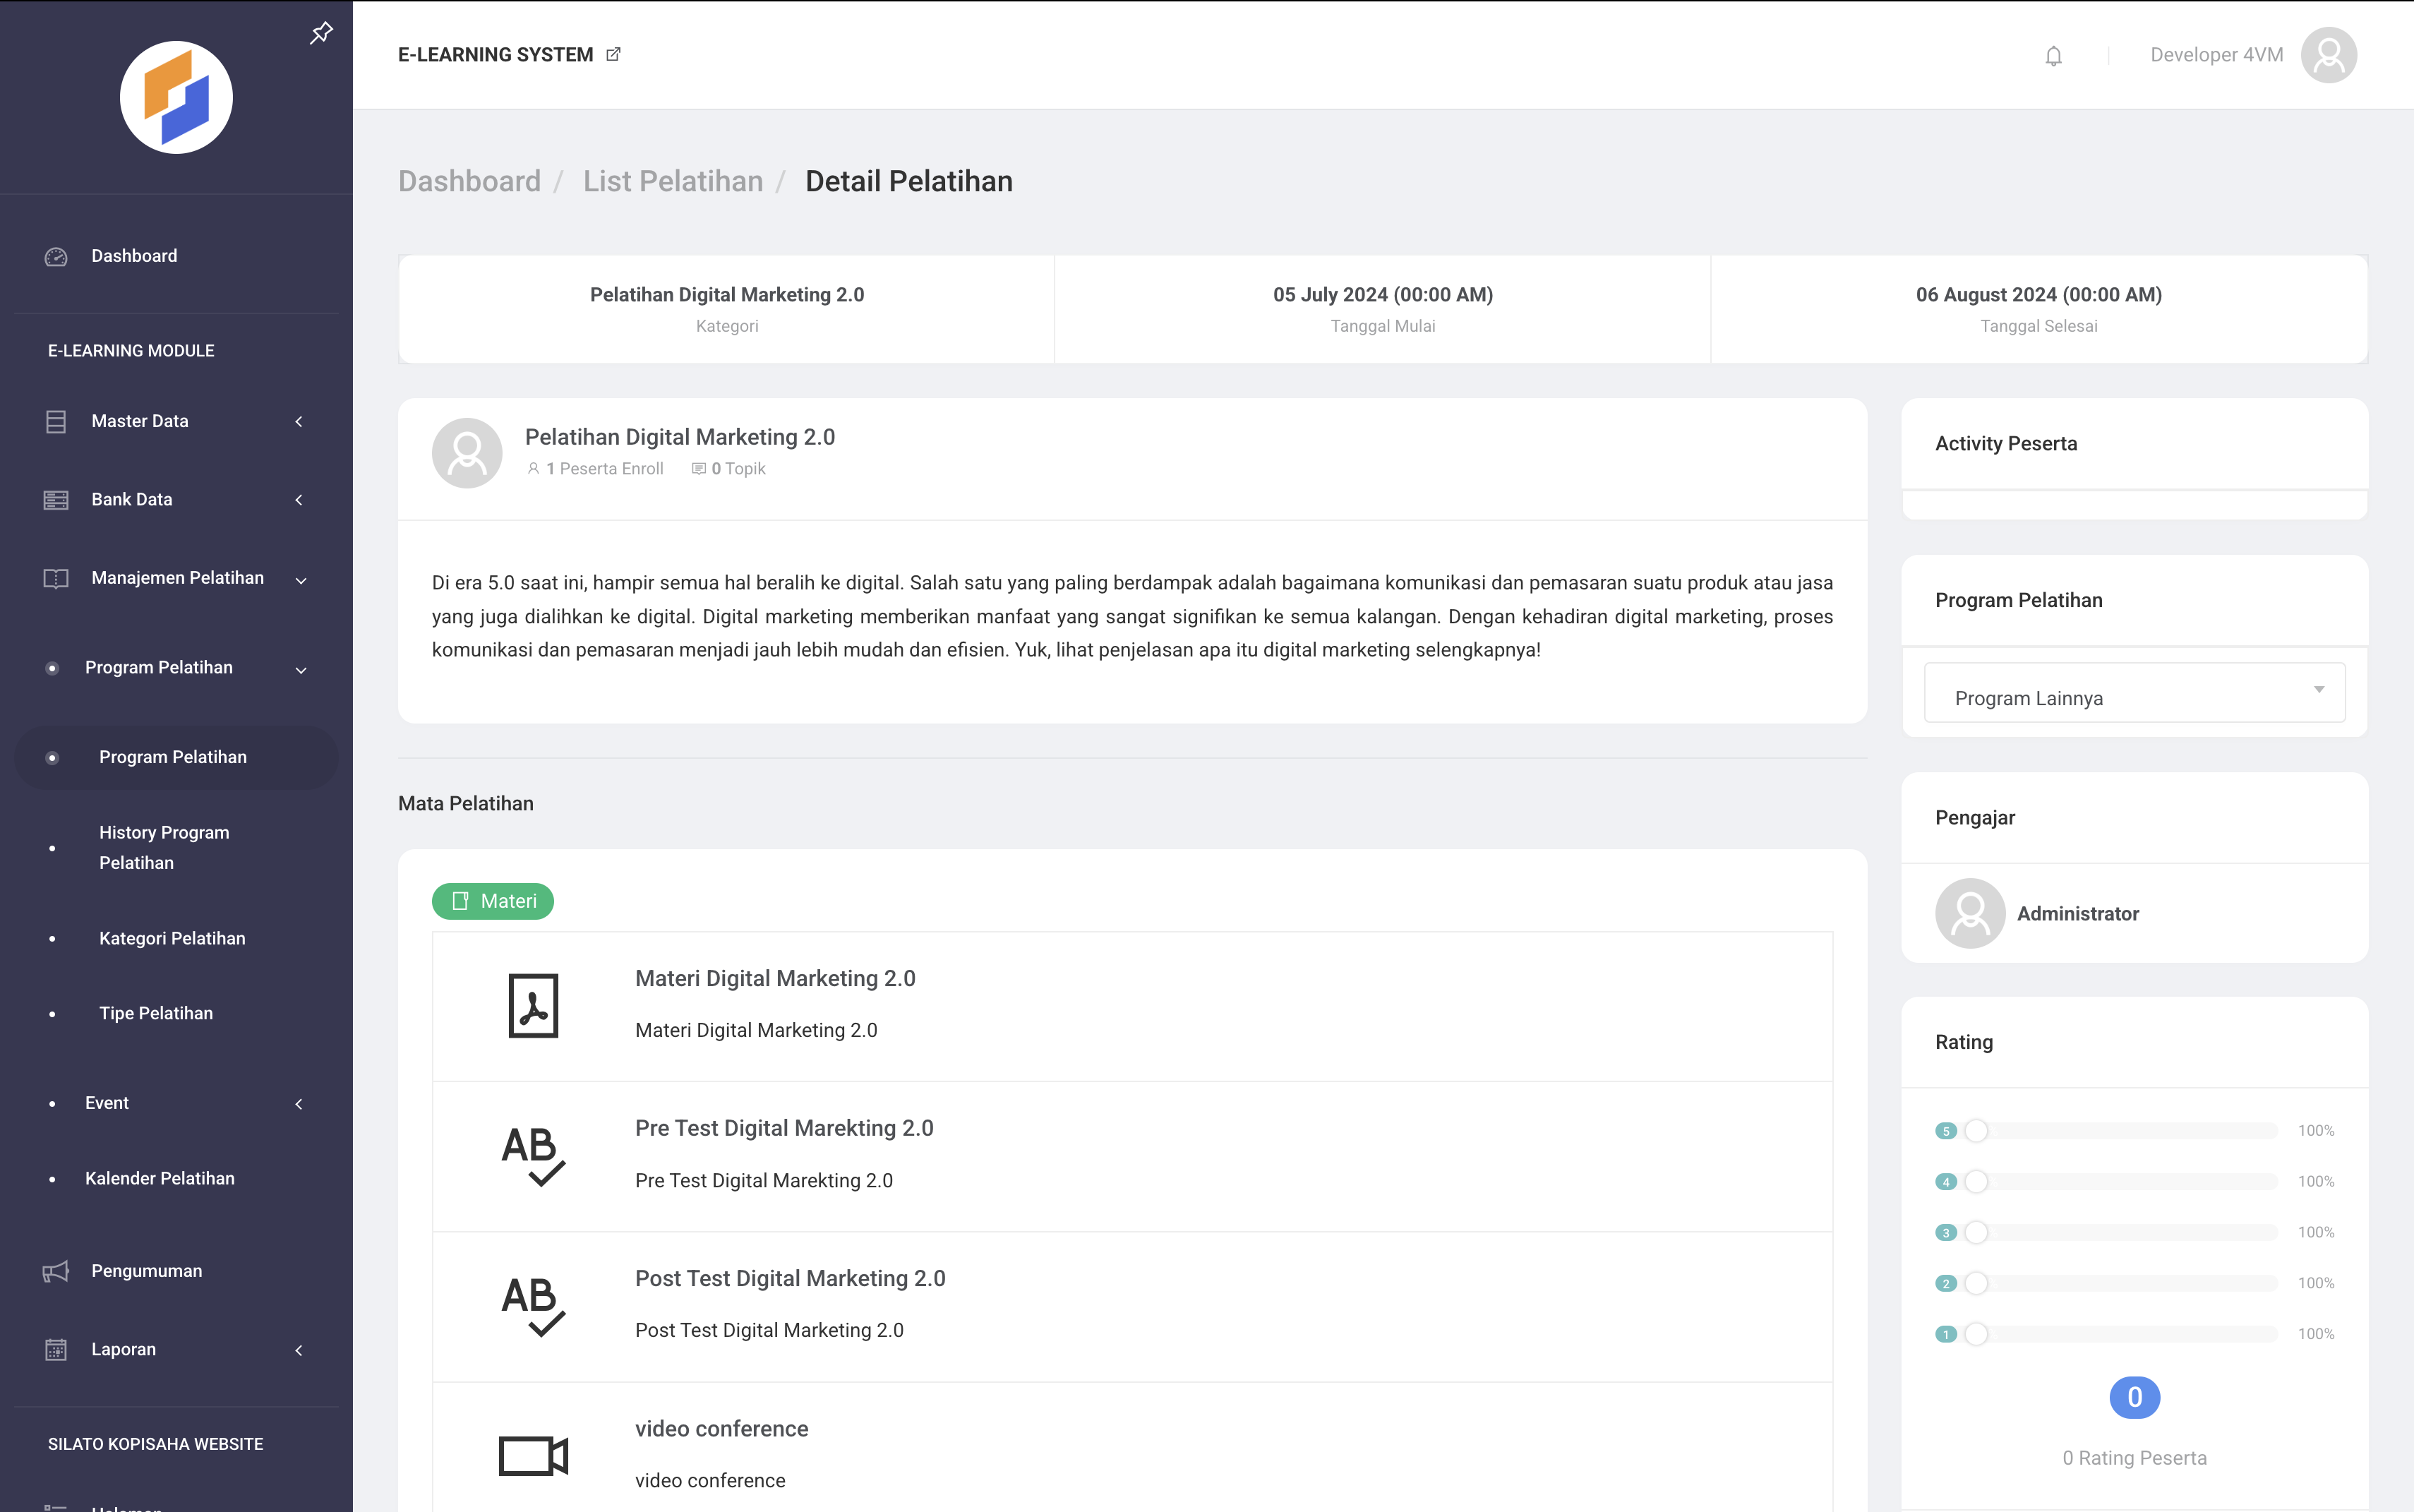 E-LEARNING SYSTEM
Developer 4VM
Dashboard
E-LEARNING MODULE
Master Data
Bank Data
Manajemen Pelatihan
Program Pelatihan
Program Pelatihan
History Program
Pelatihan
Kategori Pelatihan
Tipe Pelatihan
Event
Kalender Pelatihan
Pengumuman
Laporan
SILATO KOPISAHA WEBSITE
Halaman
Dashboard / List Pelatihan / Detail Pelatihan
Pelatihan Digital Marketing 2.0
Kategori
05 July 2024 (00:00 AM)
Tanggal Mulai
06 August 2024 (00:00 AM)
Tanggal Selesai
Pelatihan Digital Marketing 2.0
1 Peserta Enroll 0 Topik
Di era 5.0 saat ini, hampir semua hal beralih ke digital. Salah satu yang paling berdampak adalah bagaimana komunikasi dan pemasaran suatu produk atau jasa
yang juga dialihkan ke digital. Digital marketing memberikan manfaat yang sangat signifikan ke semua kalangan. Dengan kehadiran digital marketing, proses
komunikasi dan pemasaran menjadi jauh lebih mudah dan efisien. Yuk, lihat penjelasan apa itu digital marketing selengkapnya!
Mata Pelatihan
Materi
Materi Digital Marketing 2.0
Materi Digital Marketing 2.0
AB
Pre Test Digital Marekting 2.0
Pre Test Digital Marekting 2.0
AB
Post Test Digital Marketing 2.0
Post Test Digital Marketing 2.0
video conference
video conference
Activity Peserta
Program Pelatihan
Program Lainnya
Pengajar
Administrator
Rating
5 100%
4 100%
3 100%
2 100%
1 100%
0
0 Rating Peserta